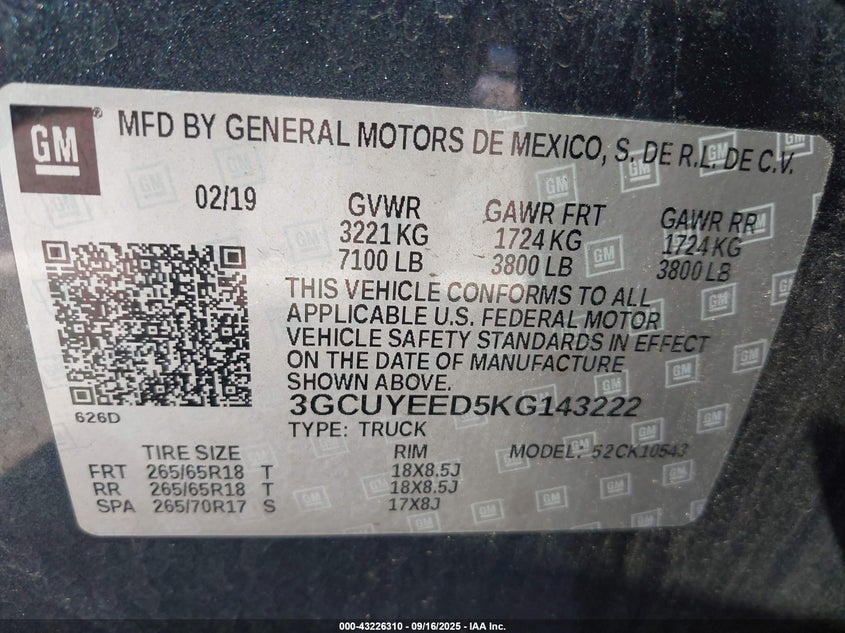 GM
MFD BY GENERAL MOTORS DE MEXICO, S. DE R.L. DE C.V.
02/19
GVWR
3221 KG
7100 LB
GAWR FRT
1724 KG
3800 LB
GAWR RR
1724 KG
3800 LB
THIS VEHICLE CONFORMS TO ALL
APPLICABLE U.S. FEDERAL MOTOR
VEHICLE SAFETY STANDARDS IN EFFECT
ON THE DATE OF MANUFACTURE
SHOWN ABOVE.
3GCUYEED5KG143222
626D
TYPE: TRUCK
TIRE SIZE RIM MODEL: 52CK10543
FRT 265/65R18 T 18X8.5J
RR 265/65R18 T 18X8.5J
SPA 265/70R17 S 17X8J
000-43226310 - 09/16/2025 - IAA Inc.